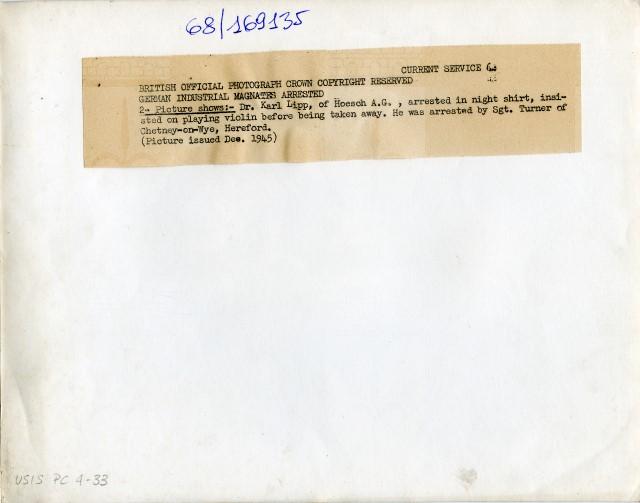 68/169135
CURRENT SERVICE
BRITISH OFFICIAL PHOTOGRAPH CROWN COPYRIGHT RESERVED
GERMAN INDUSTRIAL MAGNATES ARRESTED
2- Picture shows:- Dr. Karl Lipp, of Hoesch A.G. , arrested in night shirt, insi-
sted on playing violin before being taken away. He was arrested by Sgt. Turner of
Chetney-on-Wye, Hereford.
(Picture issued Dec. 1945)
USIS PC 4-33